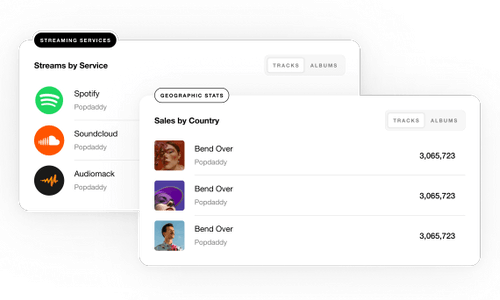 STREAMING SERVICES
Streams by Service
TRACKS ALBUMS
Spotify
Popdaddy
Soundcloud
Popdaddy
Audiomack
Popdaddy
GEOGRAPHIC STATS
Sales by Country
TRACKS ALBUMS
Bend Over
Popdaddy
3,065,723
Bend Over
Popdaddy
3,065,723
Bend Over
Popdaddy
3,065,723